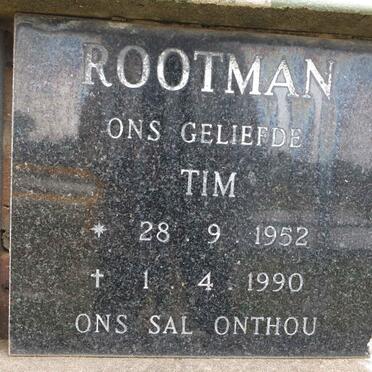 ROOTMAN
ONS GELIEFDE
TIM
* 28 . 9 . 1952
† 1 . 4 . 1990
ONS SAL ONTHOU